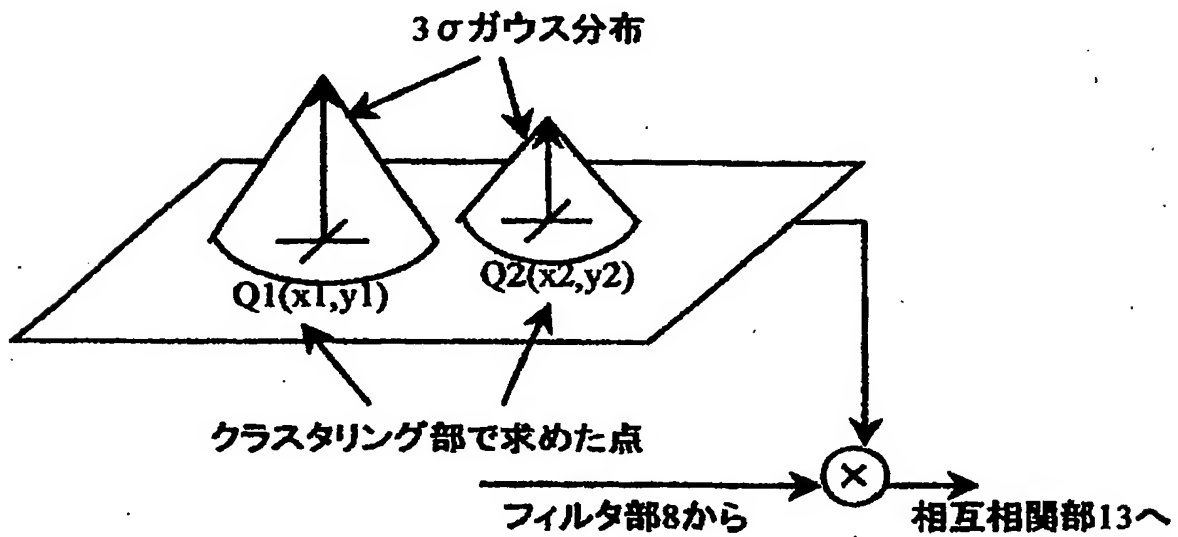 3σガウス分布
Q1(x1,y1)
Q2(x2,y2)
クラスタリング部で求めた点
×
フィルタ部8から
相互相関部13へ